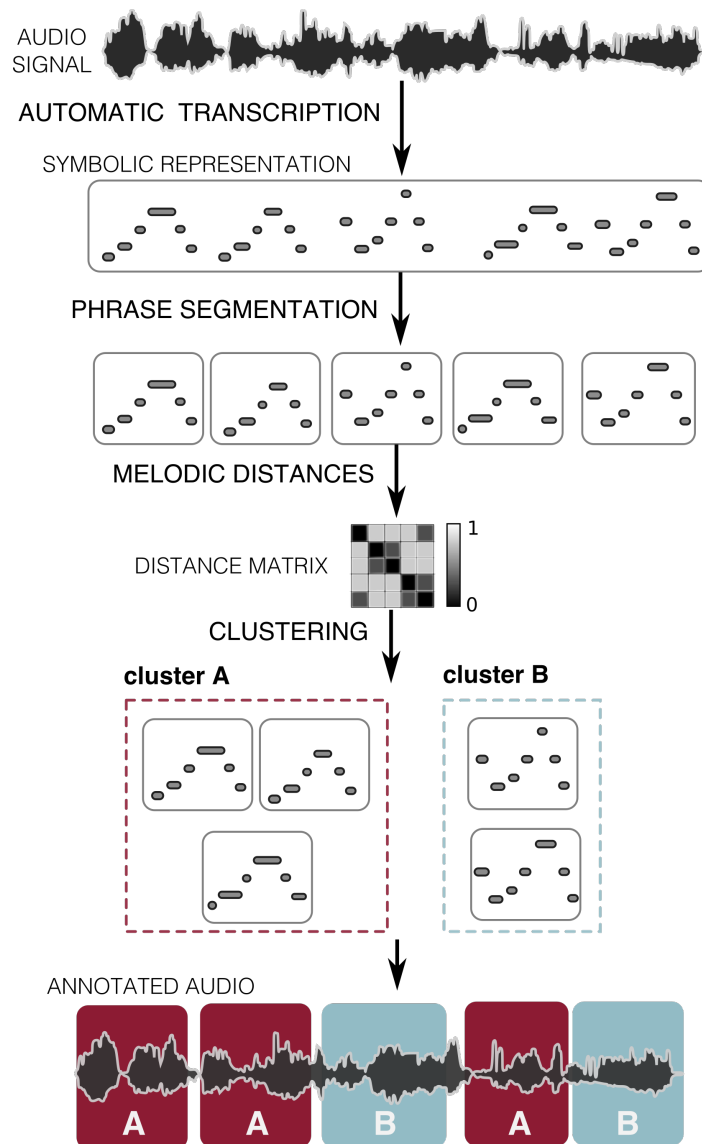 AUDIO
SIGNAL
AUTOMATIC TRANSCRIPTION
SYMBOLIC REPRESENTATION
PHRASE SEGMENTATION
MELODIC DISTANCES
DISTANCE MATRIX
1
0
CLUSTERING
cluster A
cluster B
ANNOTATED AUDIO
A
A
B
A
B